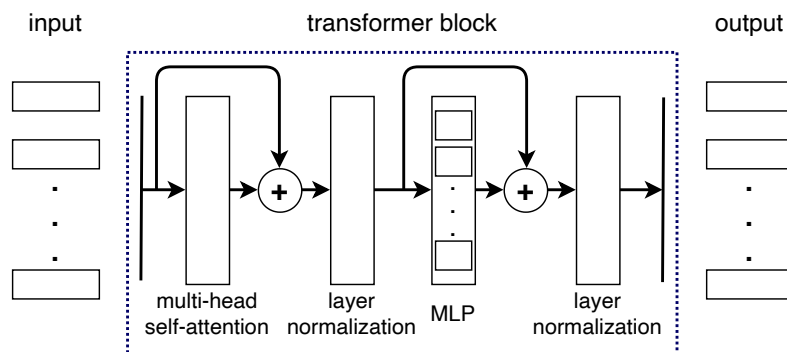 input
transformer block
output
+
+
multi-head
self-attention
layer
normalization
MLP
layer
normalization